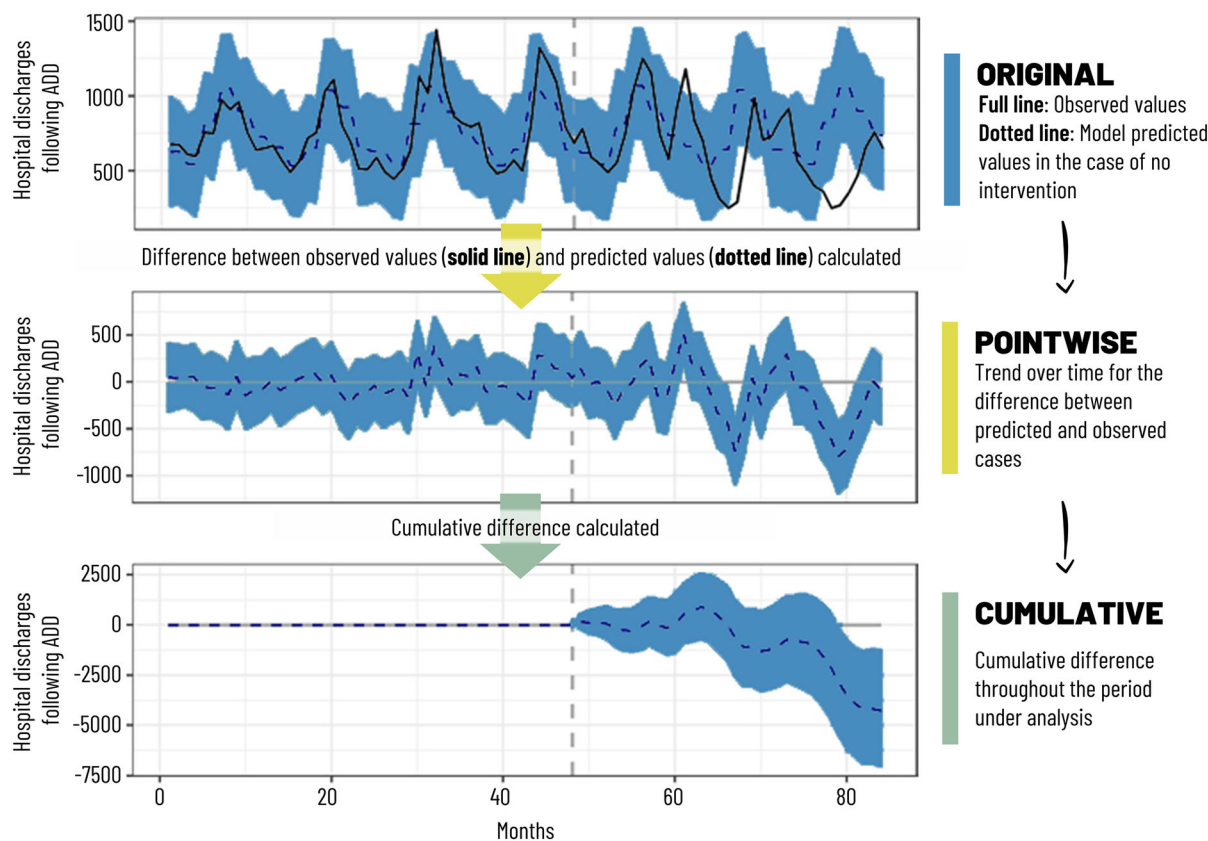 Hospital discharges
following ADD
1500
1000
500
ORIGINAL
Full line: Observed values
Dotted line: Model predicted
values in the case of no
intervention
Difference between observed values (solid line) and predicted values (dotted line) calculated
Hospital discharges
following ADD
500
0
-500
-1000
POINTWISE
Trend over time for the
difference between
predicted and observed
cases
Cumulative difference calculated
Hospital discharges
following ADD
2500
0
-2500
-5000
-7500
CUMULATIVE
Cumulative difference
throughout the period
under analysis
0 20 40 60 80
Months